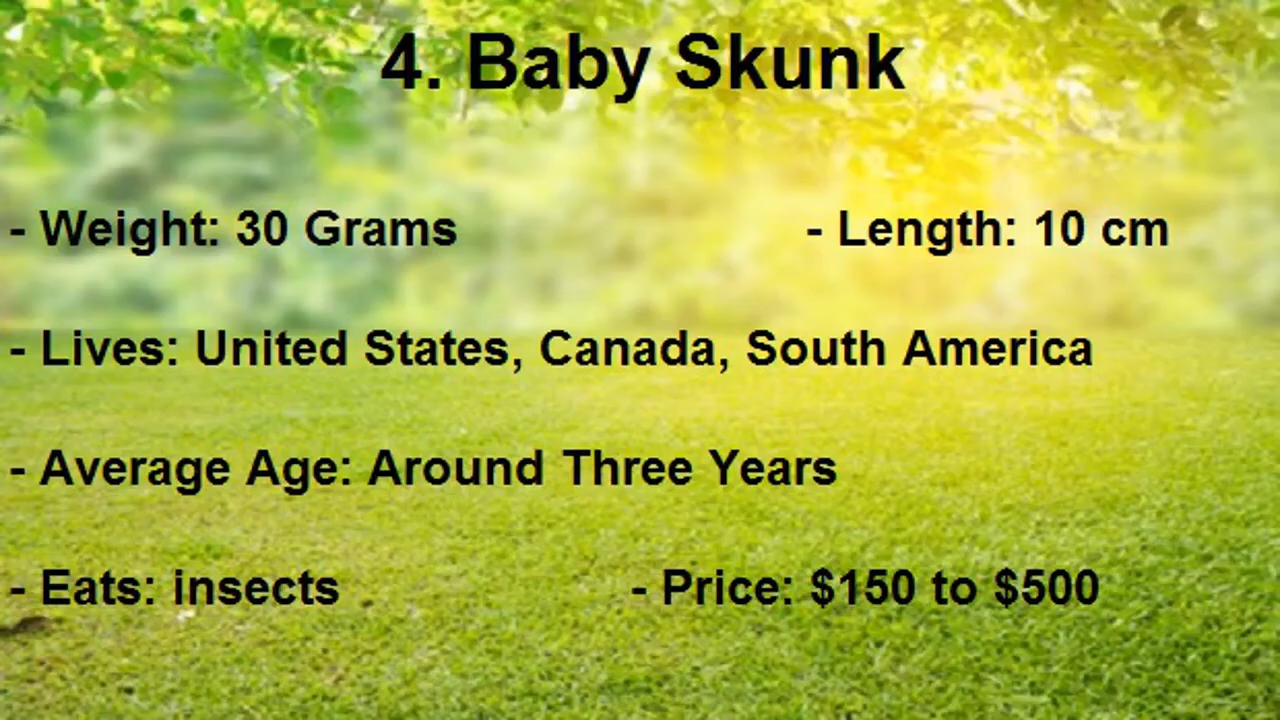 4. Baby Skunk
- Weight: 30 Grams - Length: 10 cm
- Lives: United States, Canada, South America
- Average Age: Around Three Years
- Eats: insects - Price: $150 to $500